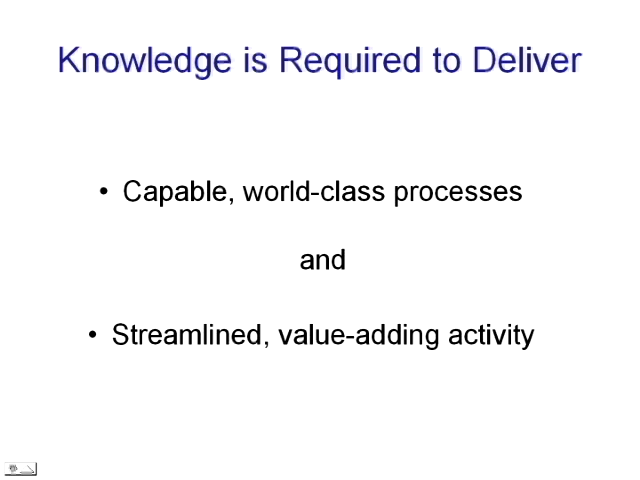 Knowledge is Required to Deliver
• Capable, world-class processes
and
• Streamlined, value-adding activity